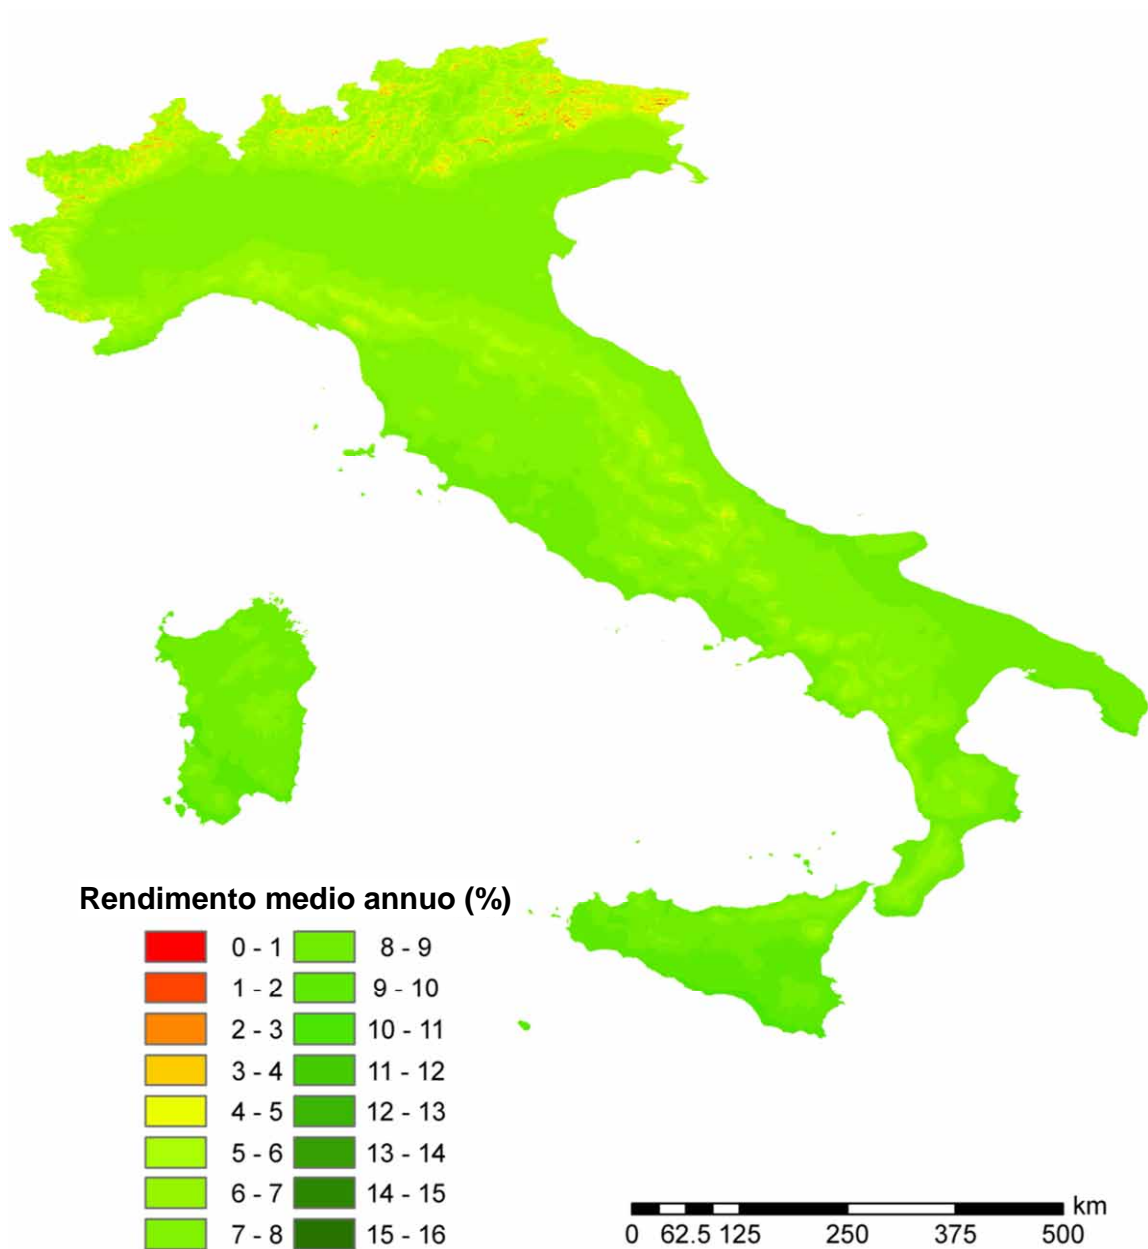 Rendimento medio annuo (%)
0 - 1 8 - 9
1 - 2 9 - 10
2 - 3 10 - 11
3 - 4 11 - 12
4 - 5 12 - 13
5 - 6 13 - 14
6 - 7 14 - 15
7 - 8 15 - 16
km
0 62.5 125 250 375 500